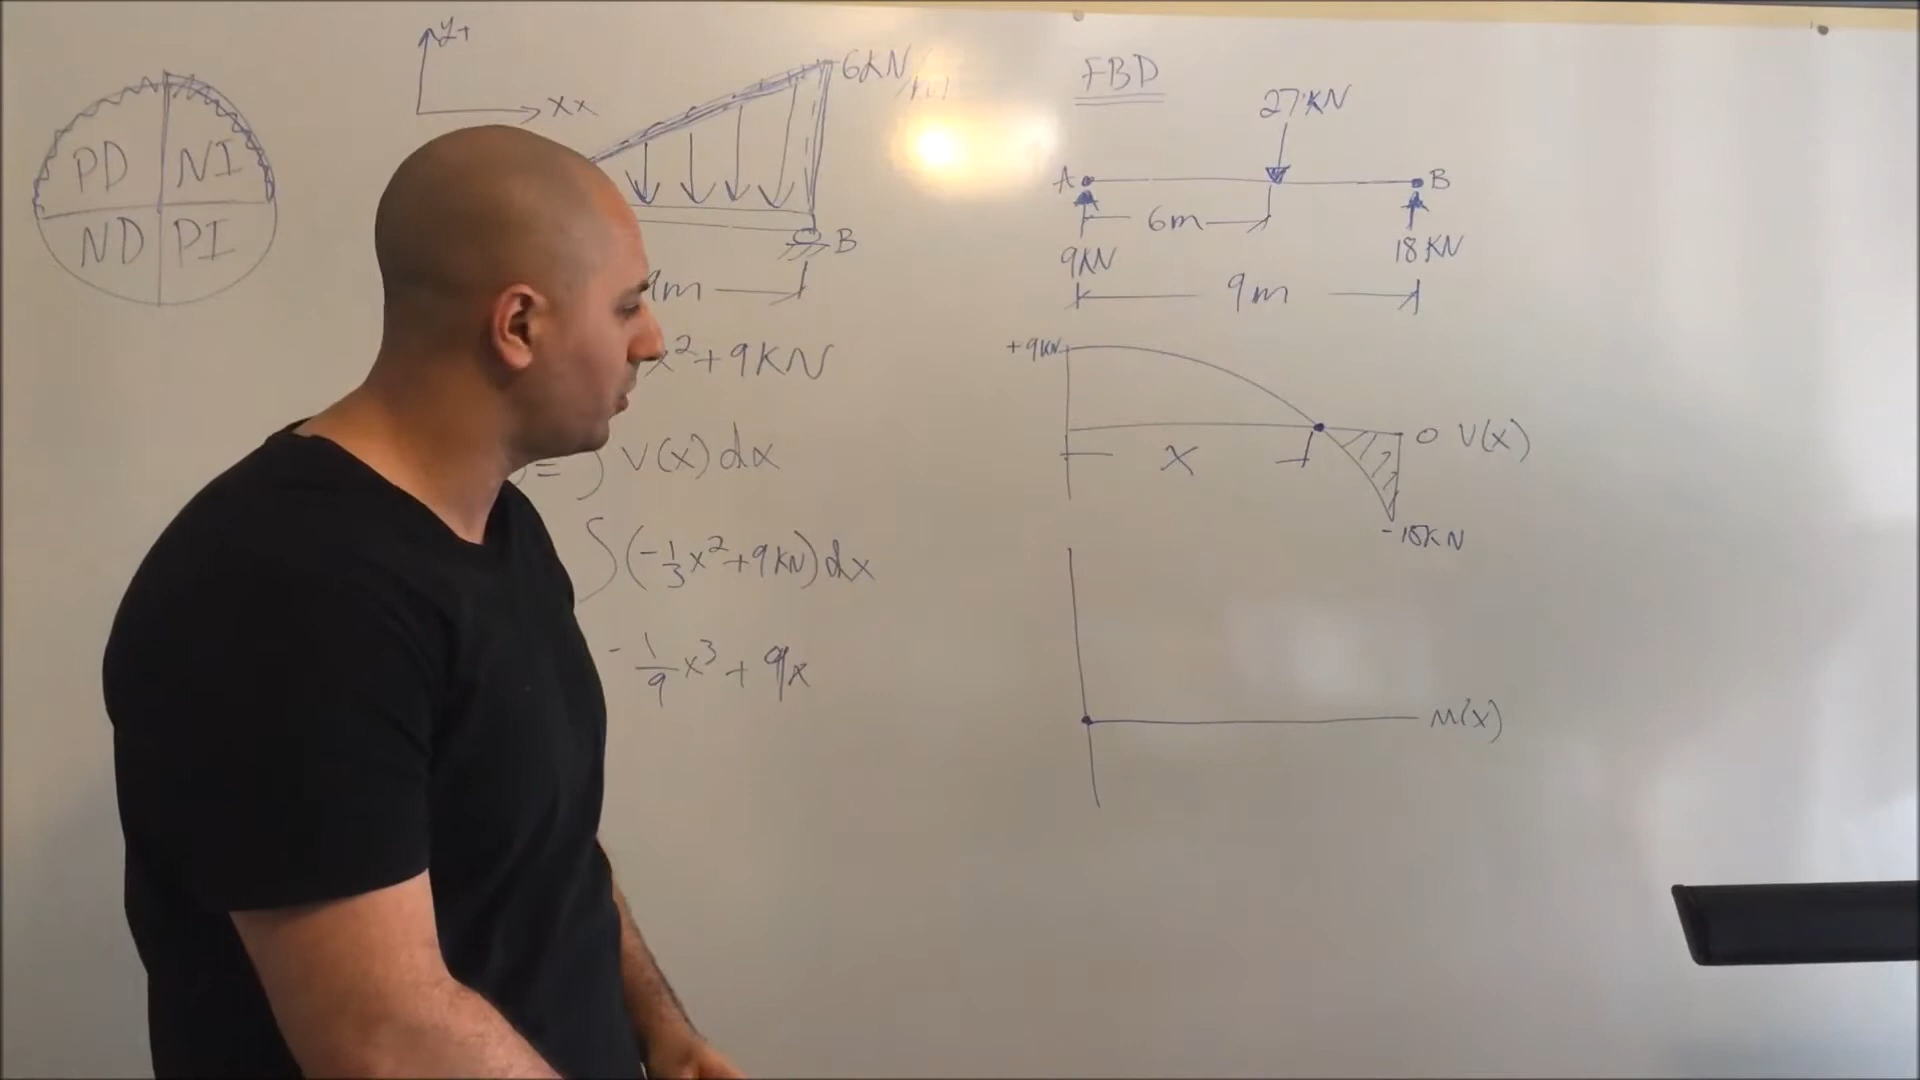 PD NI
ND PI
y+
xx
6KN/m
B
9m
x²+9KN
= ∫ V(x)dx
∫(-1/3x²+9KN)dx
-1/9x³+9x
FBD
27KN
A B
6m
9KN 18KN
9m
+9KN
0 V(x)
x
-18KN
M(x)